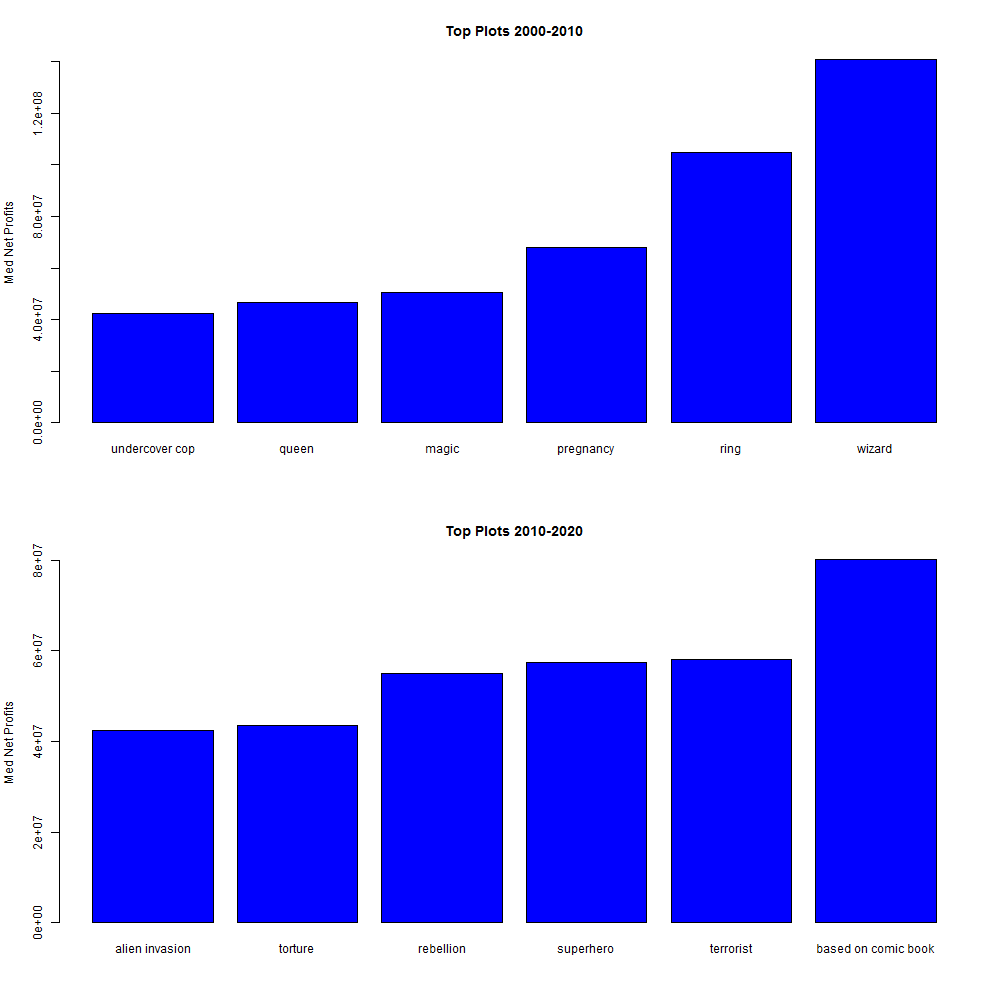 Top Plots 2000-2010
Med Net Profits
1.2e+08
8.0e+07
4.0e+07
0.0e+00
undercover cop queen magic pregnancy ring wizard
Top Plots 2010-2020
Med Net Profits
8e+07
6e+07
4e+07
2e+07
0e+00
alien invasion torture rebellion superhero terrorist based on comic book